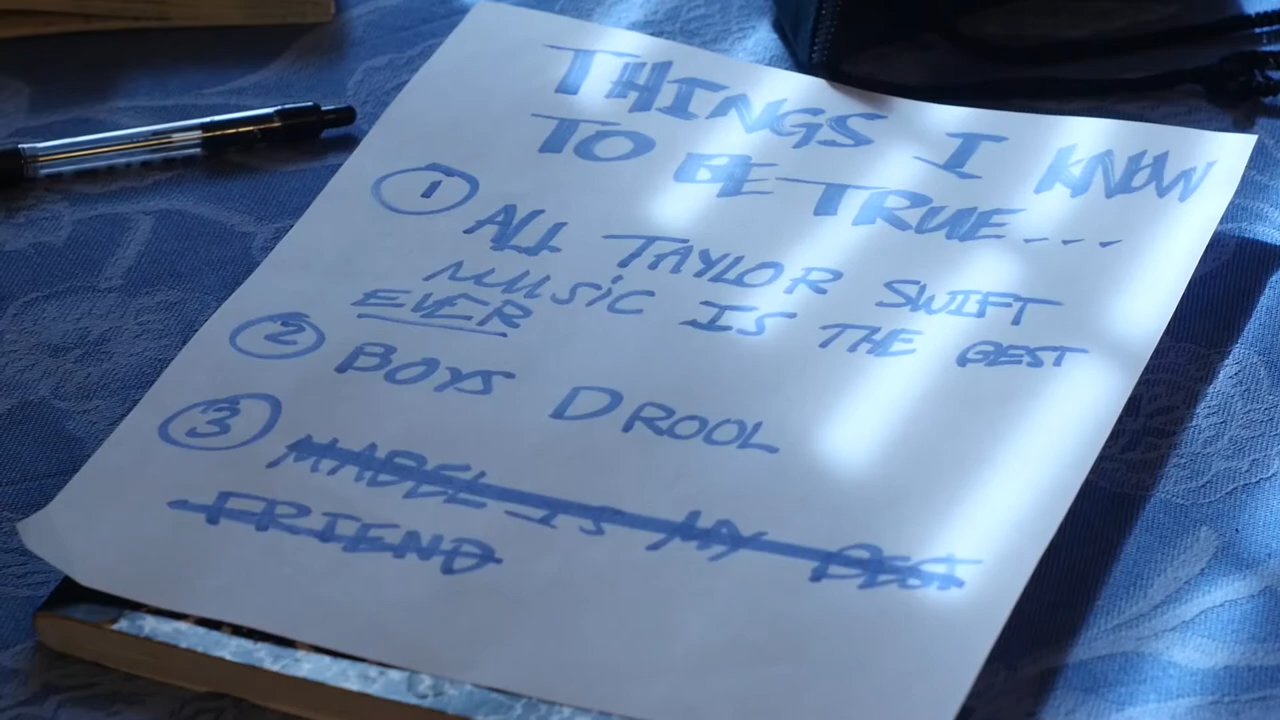 THINGS I KNOW
TO BE TRUE....
1 ALL TAYLOR SWIFT
MUSIC IS THE BEST
EVER
2 BOYS DROOL
3 MABEL IS MY BEST
FRIEND